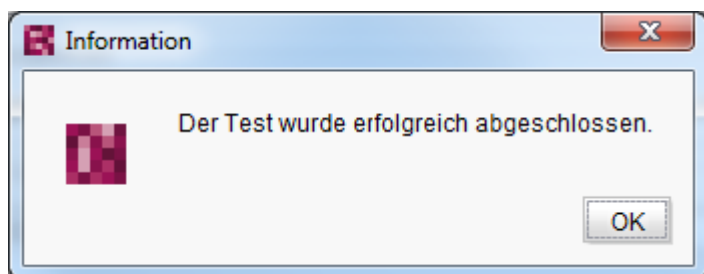 Information
Der Test wurde erfolgreich abgeschlossen.
OK